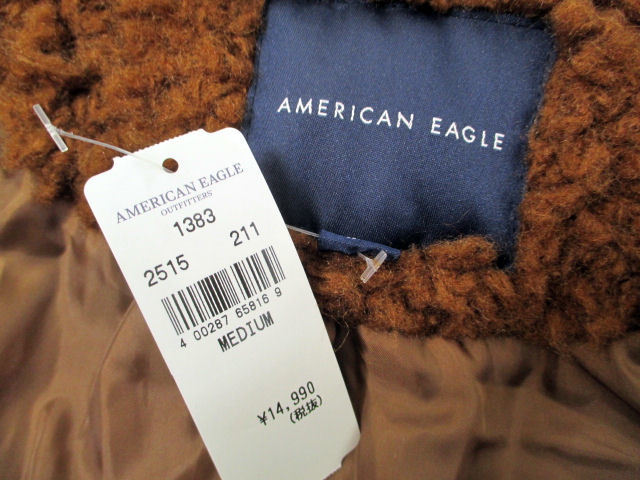 AMERICAN EAGLE
AMERICAN EAGLE
OUTFITTERS
1383
2515 211
4 00287 65816 9
MEDIUM
¥14,990
(税抜)